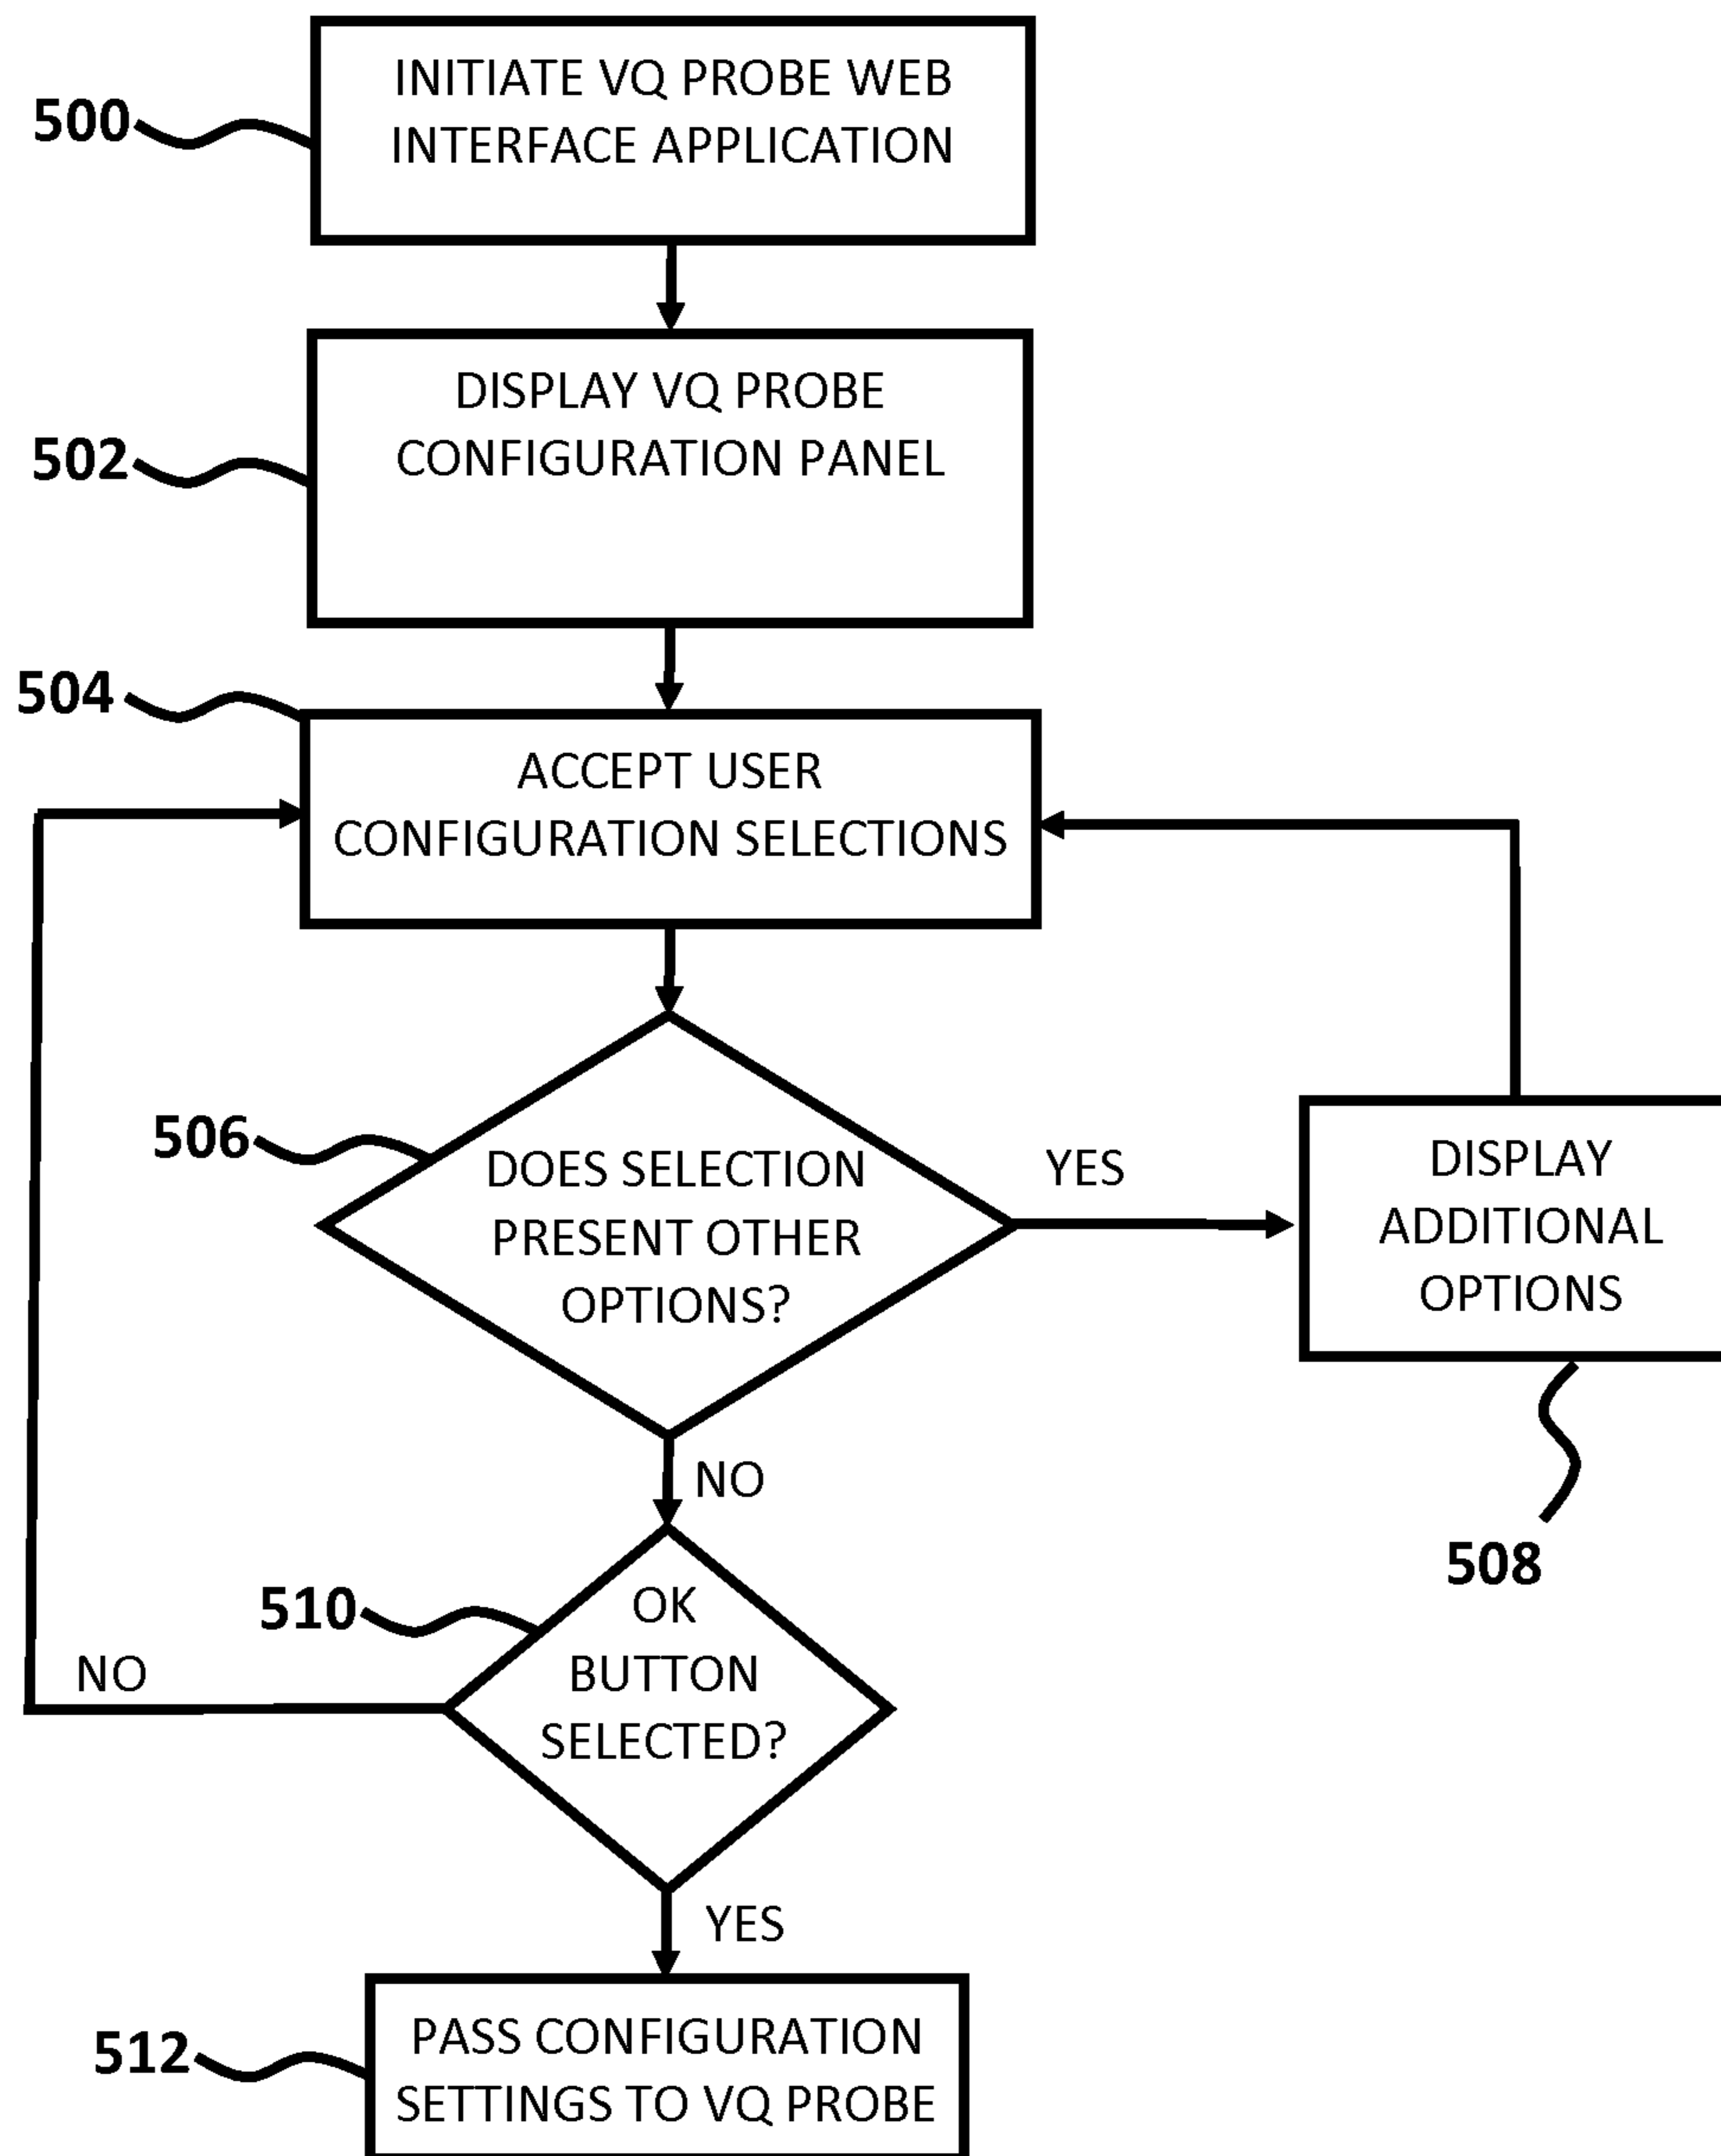 500
INITIATE VQ PROBE WEB
INTERFACE APPLICATION
502
DISPLAY VQ PROBE
CONFIGURATION PANEL
504
ACCEPT USER
CONFIGURATION SELECTIONS
506
DOES SELECTION
PRESENT OTHER
OPTIONS?
YES
DISPLAY
ADDITIONAL
OPTIONS
508
NO
510
OK
BUTTON
SELECTED?
NO
YES
512
PASS CONFIGURATION
SETTINGS TO VQ PROBE